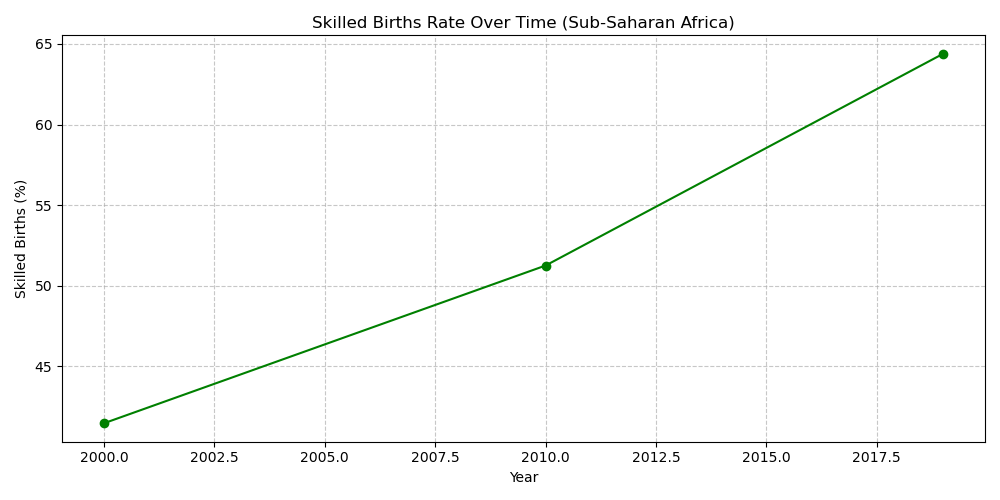 Skilled Births Rate Over Time (Sub-Saharan Africa)
65
60
55
50
45
Skilled Births (%)
2000.0 2002.5 2005.0 2007.5 2010.0 2012.5 2015.0 2017.5
Year